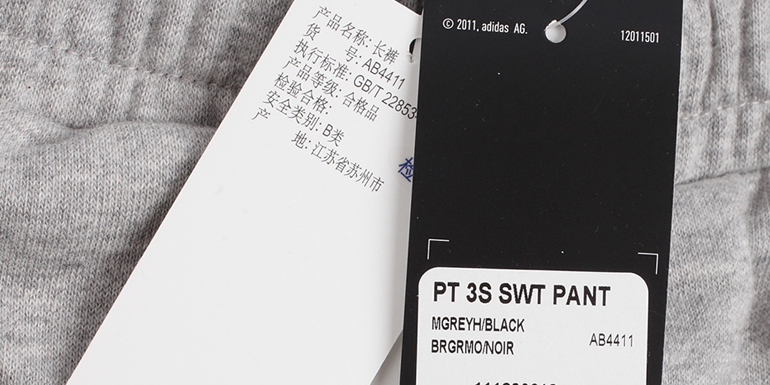 产品名称: 长裤
货 号: AB4411
执行标准: GB/T 22853-
产品等级: 合格品
检验合格:
安全类别: B类
产 地: 江苏省苏州市
检
© 2011, adidas AG.
12011501
PT 3S SWT PANT
MGREYH/BLACK
BRGRMO/NOIR
AB4411